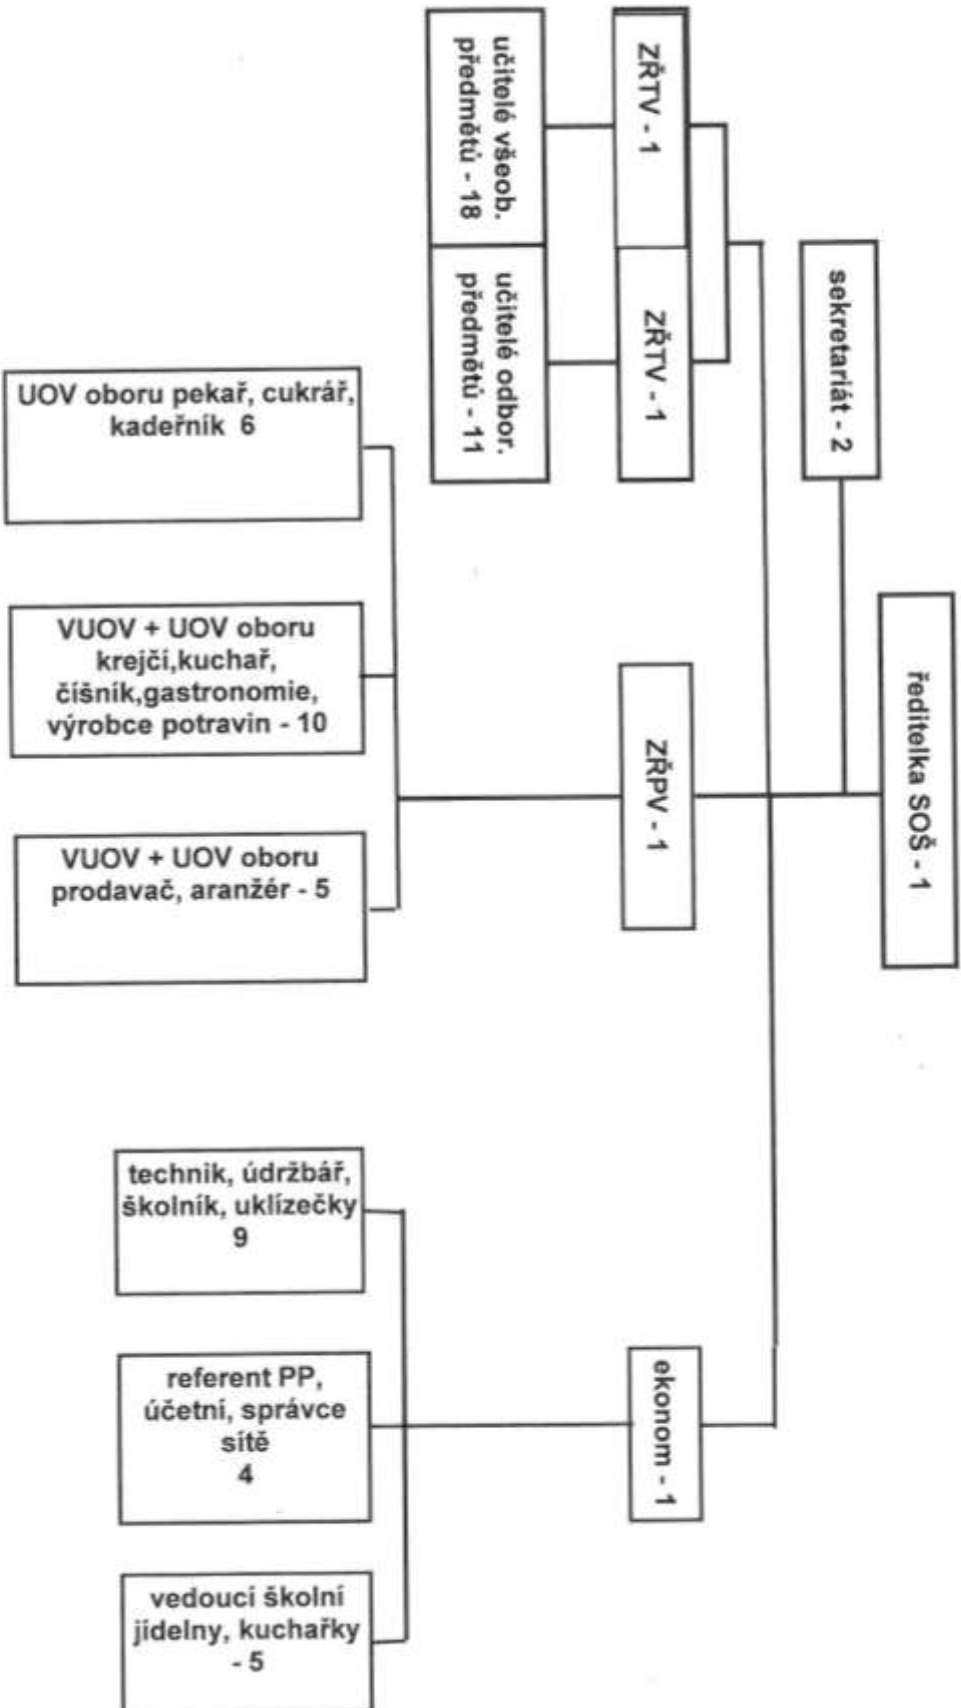 ředitelka SOŠ - 1
sekretariát - 2
ZŘTV - 1
ZŘTV - 1
ZŘPV - 1
ekonom - 1
učitelé všeob.
předmětů - 18
učitelé odbor.
předmětů - 11
UOV oboru pekař, cukrář,
kadeřník 6
VUOV + UOV oboru
krejčí,kuchař,
číšník,gastronomie,
výrobce potravin - 10
VUOV + UOV oboru
prodavač, aranžér - 5
technik, údržbář,
školník, uklízečky
9
referent PP,
účetní, správce
sítě
4
vedoucí školní
jídelny, kuchařky
- 5